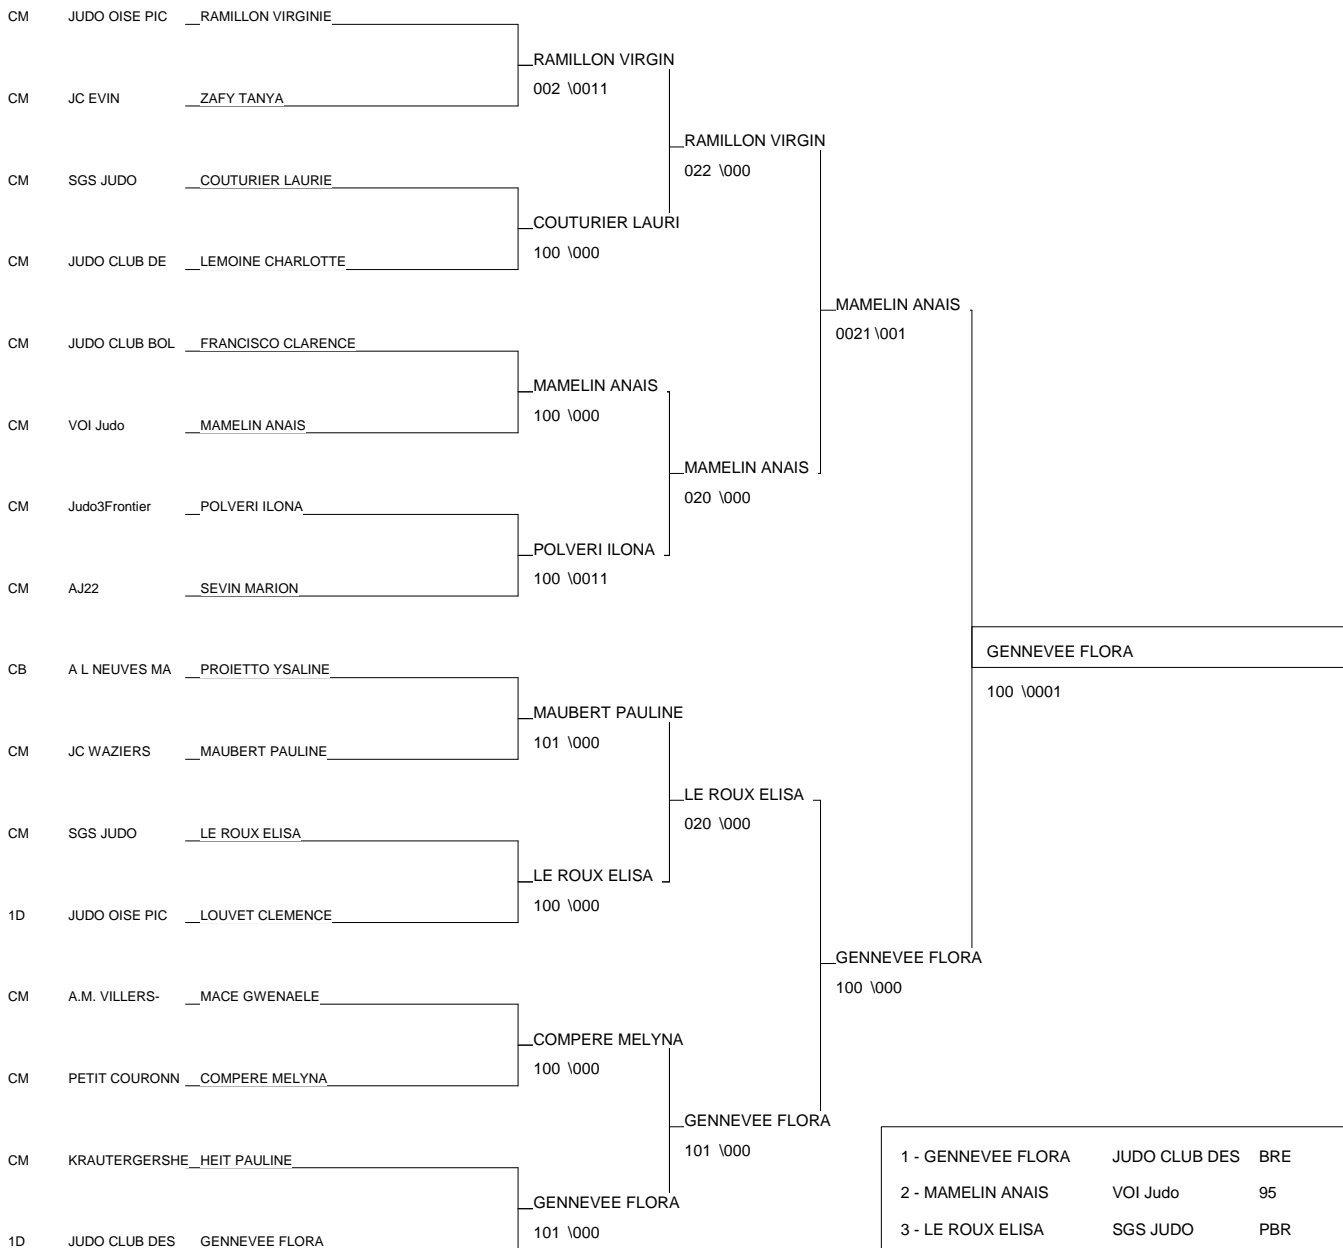 CM JUDO OISE PIC RAMILLON VIRGINIE
RAMILLON VIRGIN
002 \0011
CM JC EVIN ZAFY TANYA
RAMILLON VIRGIN
022 \000
CM SGS JUDO COUTURIER LAURIE
COUTURIER LAURI
100 \000
CM JUDO CLUB DE LEMOINE CHARLOTTE
MAMELIN ANAIS
0021 \001
CM JUDO CLUB BOL FRANCISCO CLARENCE
MAMELIN ANAIS
100 \000
CM VOI Judo MAMELIN ANAIS
MAMELIN ANAIS
020 \000
CM Judo3Frontier POLVERI ILONA
POLVERI ILONA
100 \0011
CM AJ22 SEVIN MARION
GENNEVEE FLORA
100 \0001
CB A L NEUVES MA PROIETTO YSALINE
MAUBERT PAULINE
101 \000
CM JC WAZIERS MAUBERT PAULINE
LE ROUX ELISA
020 \000
CM SGS JUDO LE ROUX ELISA
LE ROUX ELISA
100 \000
1D JUDO OISE PIC LOUVET CLEMENCE
GENNEVEE FLORA
100 \000
CM A.M. VILLERS- MACE GWENAELE
COMPERE MELYNA
100 \000
CM PETIT COURONN COMPERE MELYNA
GENNEVEE FLORA
101 \000
CM KRAUTERGERSHE HEIT PAULINE
GENNEVEE FLORA
101 \000
1D JUDO CLUB DES GENNEVEE FLORA
1 - GENNEVEE FLORA JUDO CLUB DES BRE
2 - MAMELIN ANAIS VOI Judo 95
3 - LE ROUX ELISA SGS JUDO PBR